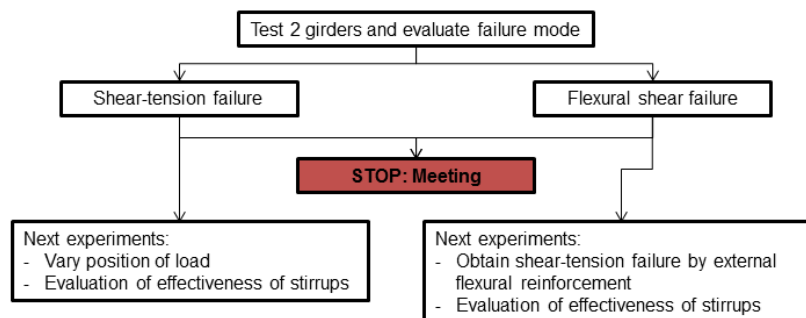 Test 2 girders and evaluate failure mode
Shear-tension failure
Flexural shear failure
STOP: Meeting
Next experiments:
- Vary position of load
- Evaluation of effectiveness of stirrups
Next experiments:
- Obtain shear-tension failure by external
flexural reinforcement
- Evaluation of effectiveness of stirrups